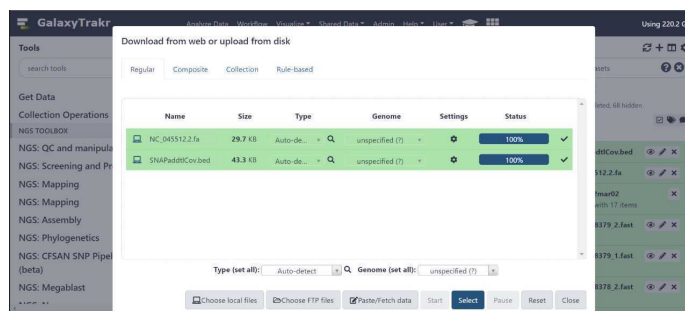 GalaxyTrakr
Analyze Data Workflow Visualize Shared Data Admin Help User
Using 220.2 G
Download from web or upload from disk
Tools
search tools
Regular Composite Collection Rule-based
Get Data
Collection Operations
NGS TOOLBOX
NGS: QC and manipula
NGS: Screening and Pr
NGS: Mapping
NGS: Mapping
NGS: Assembly
NGS: Phylogenetics
NGS: CFSAN SNP Pipel
(beta)
NGS: Megablast
Name Size Type Genome Settings Status
NC_045512.2.fa 29.7 KB Auto-de... unspecified (?) 100%
SNAPaddtlCov.bed 43.3 KB Auto-de... unspecified (?) 100%
Type (set all): Auto-detect Genome (set all): unspecified (?)
Choose local files Choose FTP files Paste/Fetch data Start Select Pause Reset Close
asets
68 hidden
dtlCov.bed
512.2.fa
mar02
with 17 items
8379_2.fast
8379_1.fast
8378_2.fast